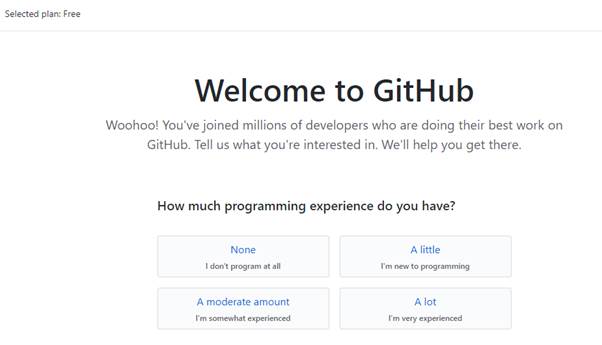 Selected plan: Free
Welcome to GitHub
Woohoo! You've joined millions of developers who are doing their best work on
GitHub. Tell us what you're interested in. We'll help you get there.
How much programming experience do you have?
None
I don't program at all
A little
I'm new to programming
A moderate amount
I'm somewhat experienced
A lot
I'm very experienced